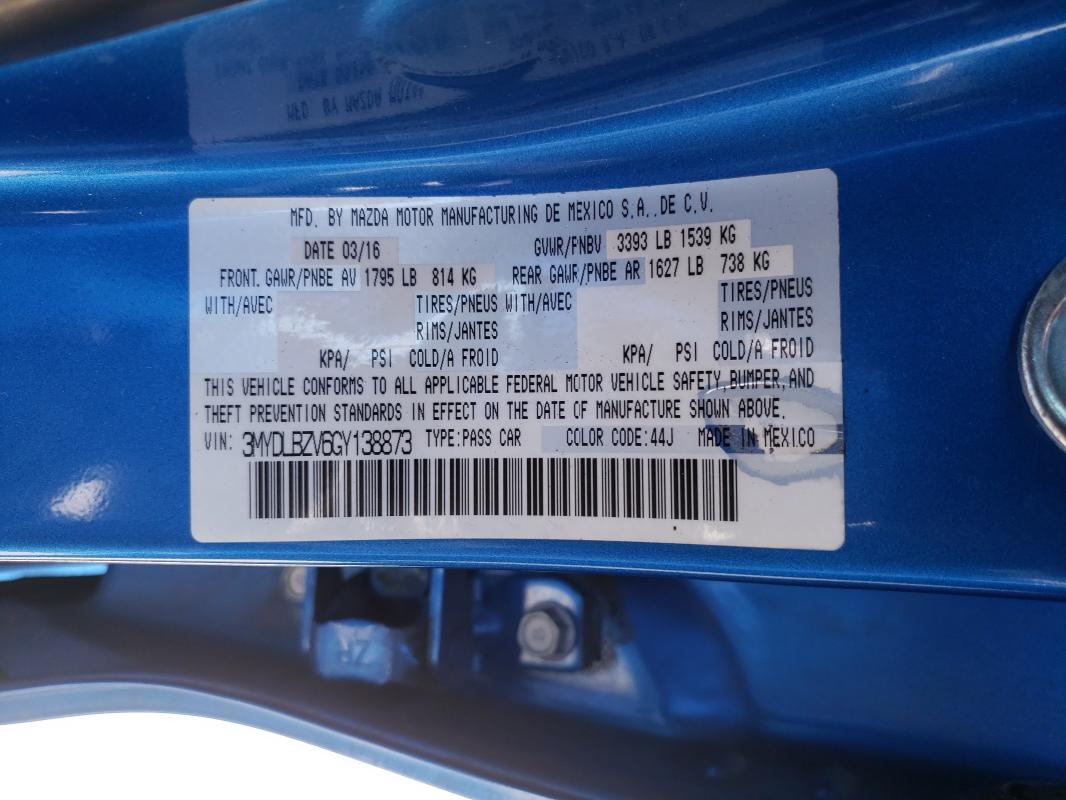 MFD. BY MAZDA MOTOR MANUFACTURING DE MEXICO S.A..DE C.V.
DATE 03/16 GVWR/PNBV 3393 LB 1539 KG
FRONT. GAWR/PNBE AV 1795 LB 814 KG REAR GAWR/PNBE AR 1627 LB 738 KG
WITH/AVEC TIRES/PNEUS WITH/AVEC TIRES/PNEUS
RIMS/JANTES RIMS/JANTES
KPA/ PSI COLD/A FROID KPA/ PSI COLD/A FROID
THIS VEHICLE CONFORMS TO ALL APPLICABLE FEDERAL MOTOR VEHICLE SAFETY, BUMPER, AND
THEFT PREVENTION STANDARDS IN EFFECT ON THE DATE OF MANUFACTURE SHOWN ABOVE.
VIN: 3MYDLBZV6GY138873 TYPE:PASS CAR COLOR CODE:44J MADE IN MEXICO